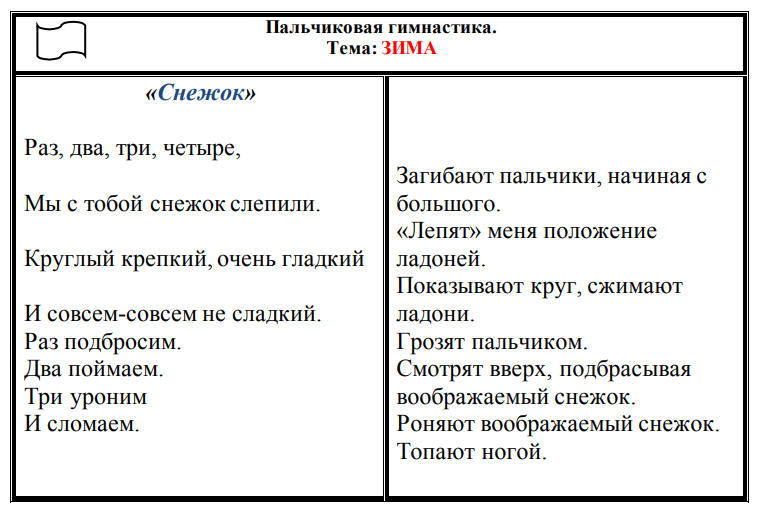 Пальчиковая гимнастика.
Тема: ЗИМА
«Снежок»
Раз, два, три, четыре,
Мы с тобой снежок слепили.
Круглый крепкий, очень гладкий
И совсем-совсем не сладкий.
Раз подбросим.
Два поймаем.
Три уроним
И сломаем.
Загибают пальчики, начиная с
большого.
«Лепят» меня положение
ладоней.
Показывают круг, сжимают
ладони.
Грозят пальчиком.
Смотрят вверх, подбрасывая
воображаемый снежок.
Роняют воображаемый снежок.
Топают ногой.